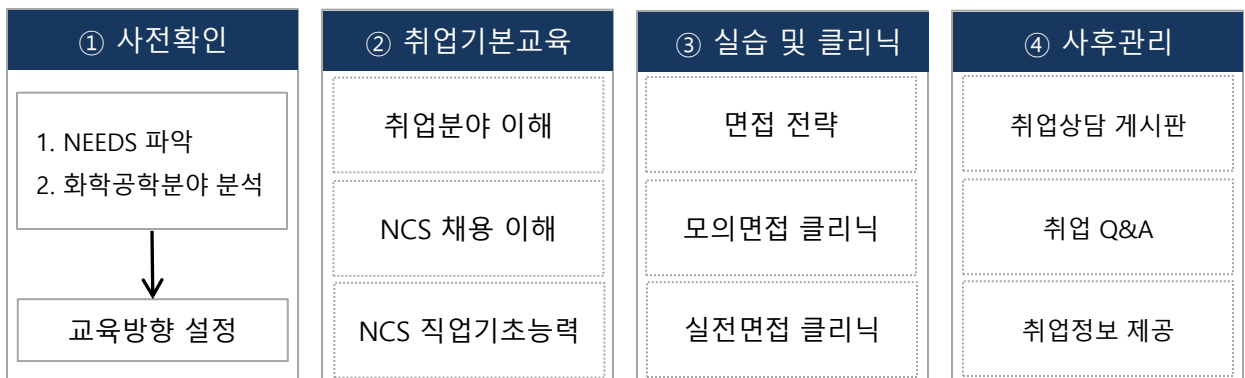 ① 사전확인
1. NEEDS 파악
2. 화학공학분야 분석
교육방향 설정
② 취업기본교육
취업분야 이해
NCS 채용 이해
NCS 직업기초능력
③ 실습 및 클리닉
면접 전략
모의면접 클리닉
실전면접 클리닉
④ 사후관리
취업상담 게시판
취업 Q&A
취업정보 제공